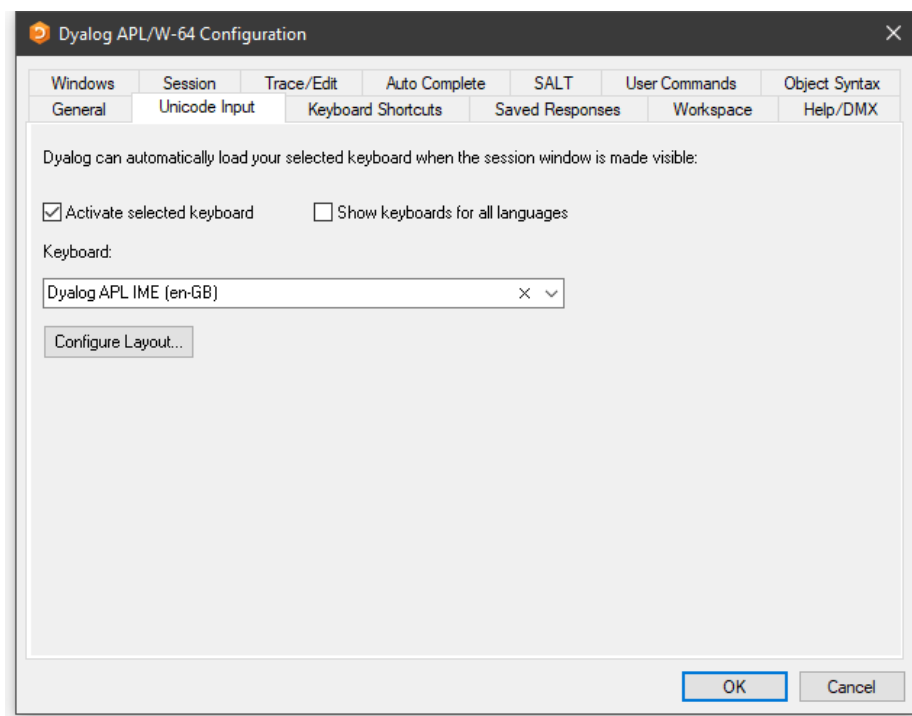 Dyalog APL/W-64 Configuration
Windows Session Trace/Edit Auto Complete SALT User Commands Object Syntax
General Unicode Input Keyboard Shortcuts Saved Responses Workspace Help/DMX
Dyalog can automatically load your selected keyboard when the session window is made visible:
Activate selected keyboard Show keyboards for all languages
Keyboard:
Dyalog APL IME (en-GB)
Configure Layout...
OK Cancel